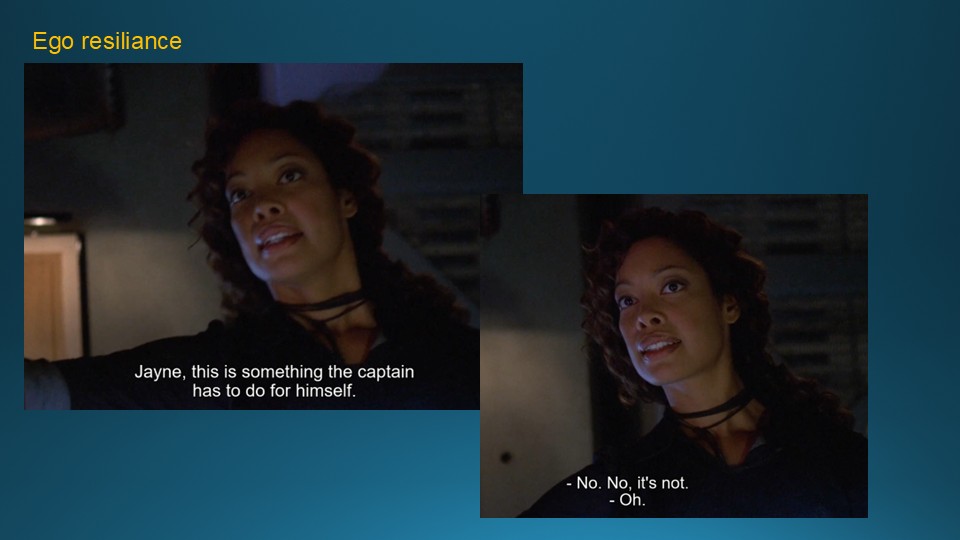 Ego resiliance
Jayne, this is something the captain
has to do for himself.
- No. No, it's not.
- Oh.